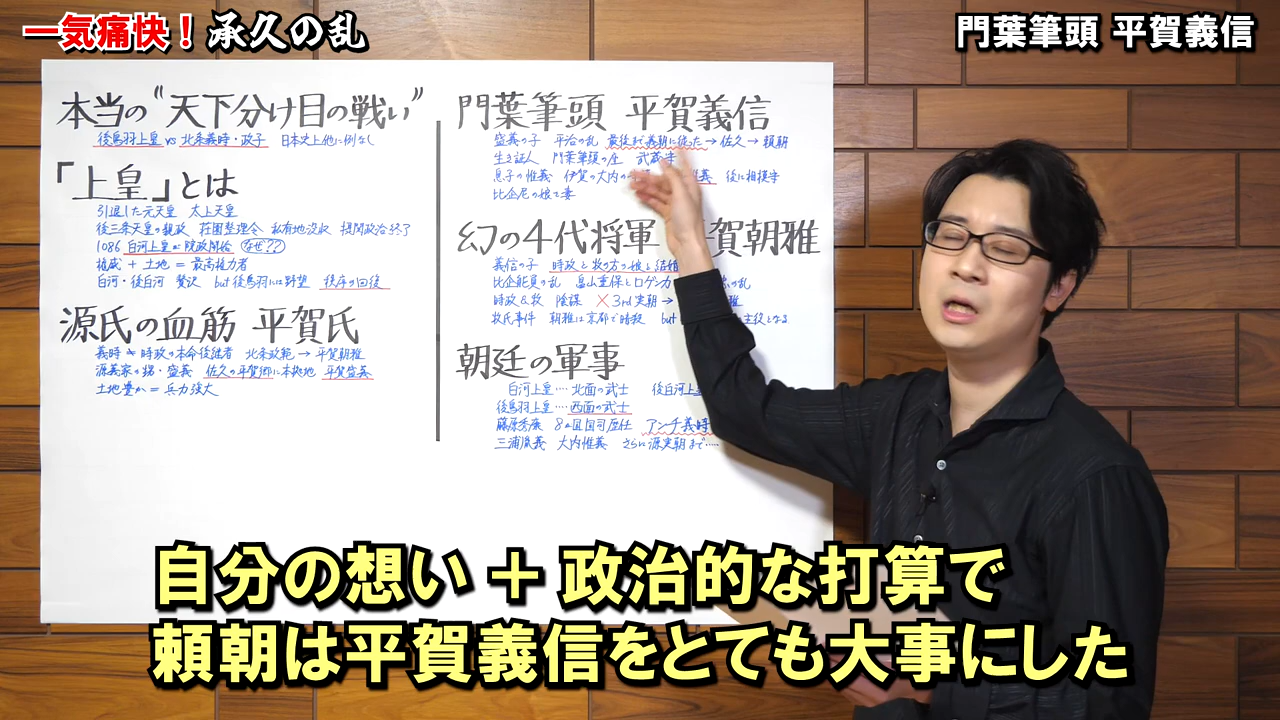 一気痛快！承久の乱
門葉筆頭 平賀義信
本当の“天下分け目の戦い”
後鳥羽上皇 vs 北条義時・政子 日本史上他に例なし
「上皇」とは
引退した元天皇 太上天皇
後三条天皇の親政 荘園整理令 私有地没収 摂関政治終了
1086 白河上皇が院政開始 なぜ??
権威 + 土地 = 最高権力者
白河・後白河 贅沢 but 後鳥羽には野望 秩序の回復
源氏の血筋 平賀氏
義時 ≠ 時政の本命後継者 北条政範 → 平賀朝雅
源義家の甥・盛義 佐久の平賀郷に本拠地 平賀盛義
土地豊か = 兵力強大
門葉筆頭 平賀義信
盛義の子 平治の乱 最後まで義朝に従った → 佐久 → 頼朝
生き証人 門葉筆頭の座 武蔵守
息子の惟義 伊賀の大内の 惟義 後に相模守
比企尼の娘で妻
幻の4代将軍 平賀朝雅
義信の子 時政と牧の方の娘と結婚
比企能員の乱 畠山重保と口ゲンカ の乱
時政&牧 陰謀 × 3rd実朝 → 雅
牧氏事件 朝雅は京都で暗殺 but 主役となる
朝廷の軍事
白河上皇‥‥北面の武士 後白河上
後鳥羽上皇‥‥西面の武士
藤原秀康 8ヵ国国司歴任 アンチ義時
三浦胤義 大内惟義 さらに源実朝まで‥‥
自分の想い ＋ 政治的な打算で
頼朝は平賀義信をとても大事にした